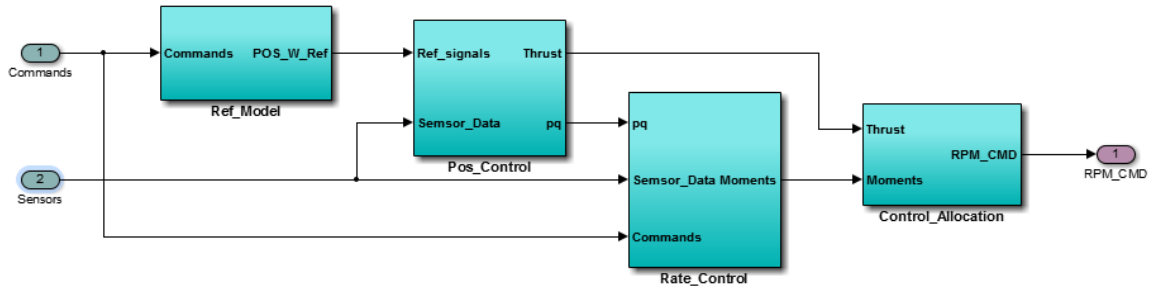 1
Commands
Commands POS_W_Ref
Ref_Model
Ref_signals Thrust
Semsor_Data pq
Pos_Control
2
Sensors
pq
Semsor_Data Moments
Commands
Rate_Control
Thrust
RPM_CMD
Moments
Control_Allocation
1
RPM_CMD